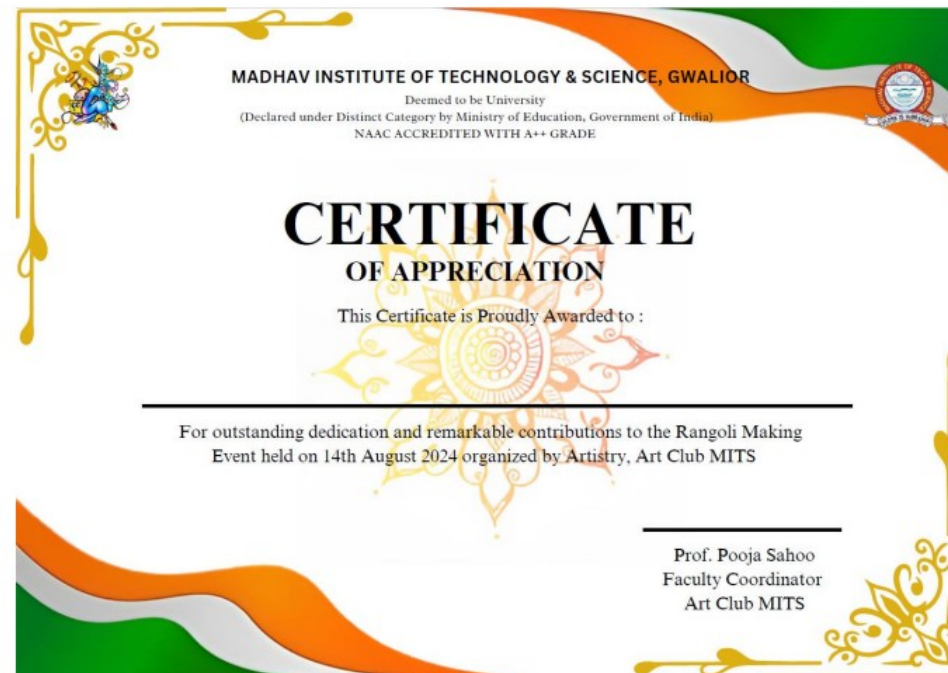 MADHAV INSTITUTE OF TECHNOLOGY & SCIENCE, GWALIOR
Deemed to be University
(Declared under Distinct Category by Ministry of Education, Government of India)
NAAC ACCREDITED WITH A++ GRADE
CERTIFICATE
OF APPRECIATION
This Certificate is Proudly Awarded to :
For outstanding dedication and remarkable contributions to the Rangoli Making
Event held on 14th August 2024 organized by Artistry, Art Club MITS
Prof. Pooja Sahoo
Faculty Coordinator
Art Club MITS